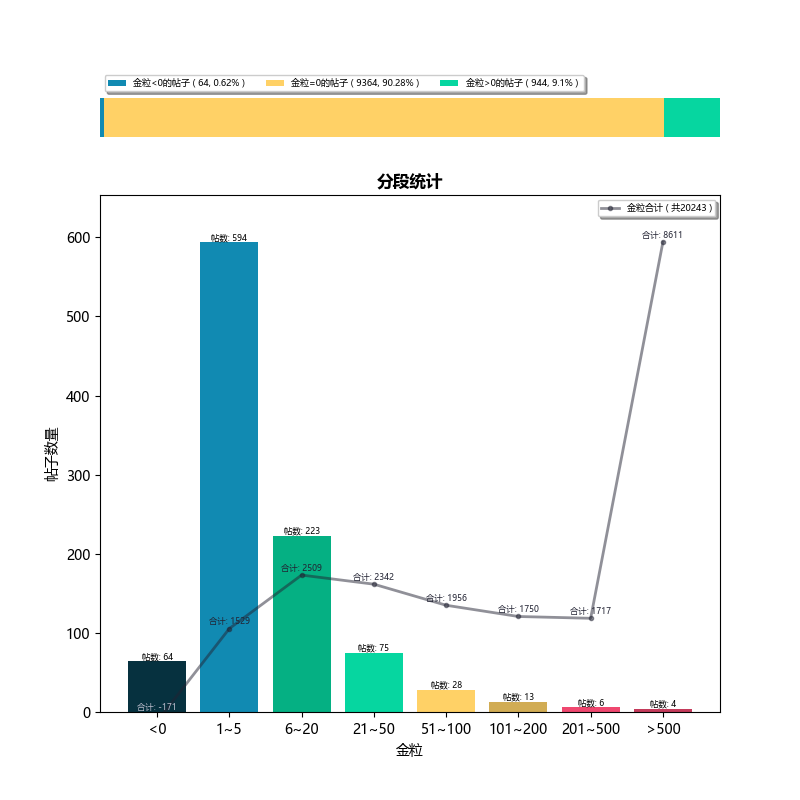 金粒<0的帖子 ( 64, 0.62% )
金粒=0的帖子 ( 9364, 90.28% )
金粒>0的帖子 ( 944, 9.1% )
分段统计
金粒合计 ( 共20243 )
600
500
400
300
200
100
0
帖子数量
帖数: 594
帖数: 223
帖数: 75
帖数: 64
帖数: 28
帖数: 13
帖数: 6
帖数: 4
合计: 8611
合计: 2509
合计: 2342
合计: 1956
合计: 1750
合计: 1717
合计: 1529
合计: -171
<0
1~5
6~20
21~50
51~100
101~200
201~500
>500
金粒